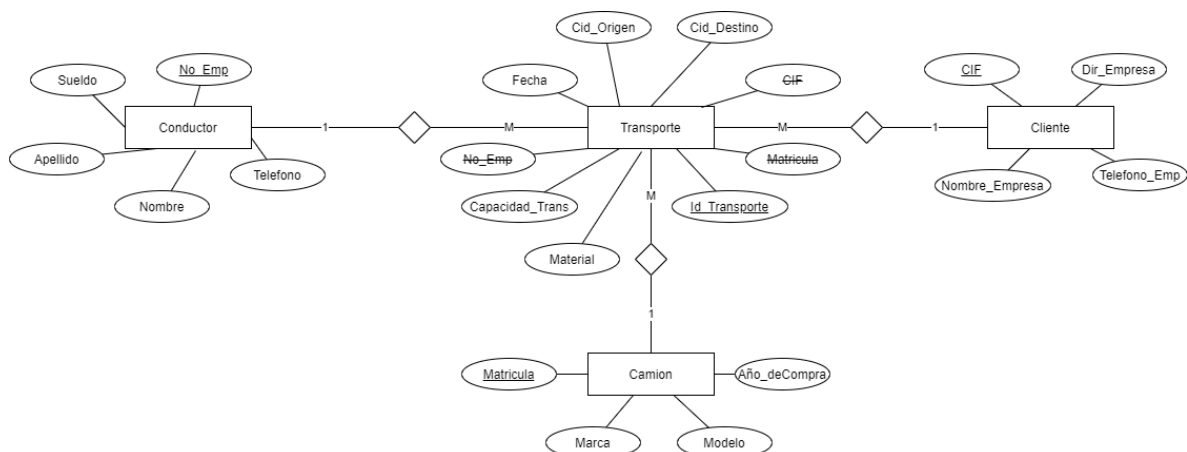 Cid_Origen
Cid_Destino
Sueldo
No_Emp
Fecha
CIF
CIF
Dir_Empresa
Conductor
1
M
Transporte
M
1
Cliente
Apellido
Telefono
No_Emp
Matricula
Nombre_Empresa
Telefono_Emp
Nombre
Capacidad_Trans
M
Id_Transporte
Material
1
Matricula
Camion
Año_deCompra
Marca
Modelo